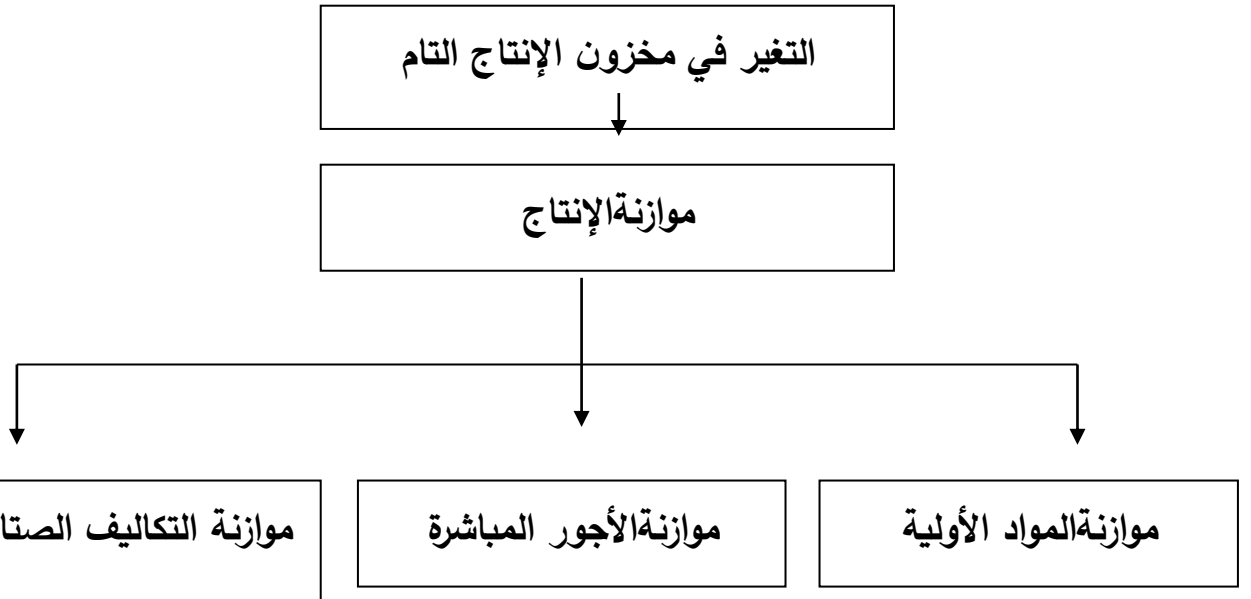 التغير في مخزون الإنتاج التام
موازنةالإنتاج
موازنةالمواد الأولية
موازنةالأجور المباشرة
موازنة التكاليف